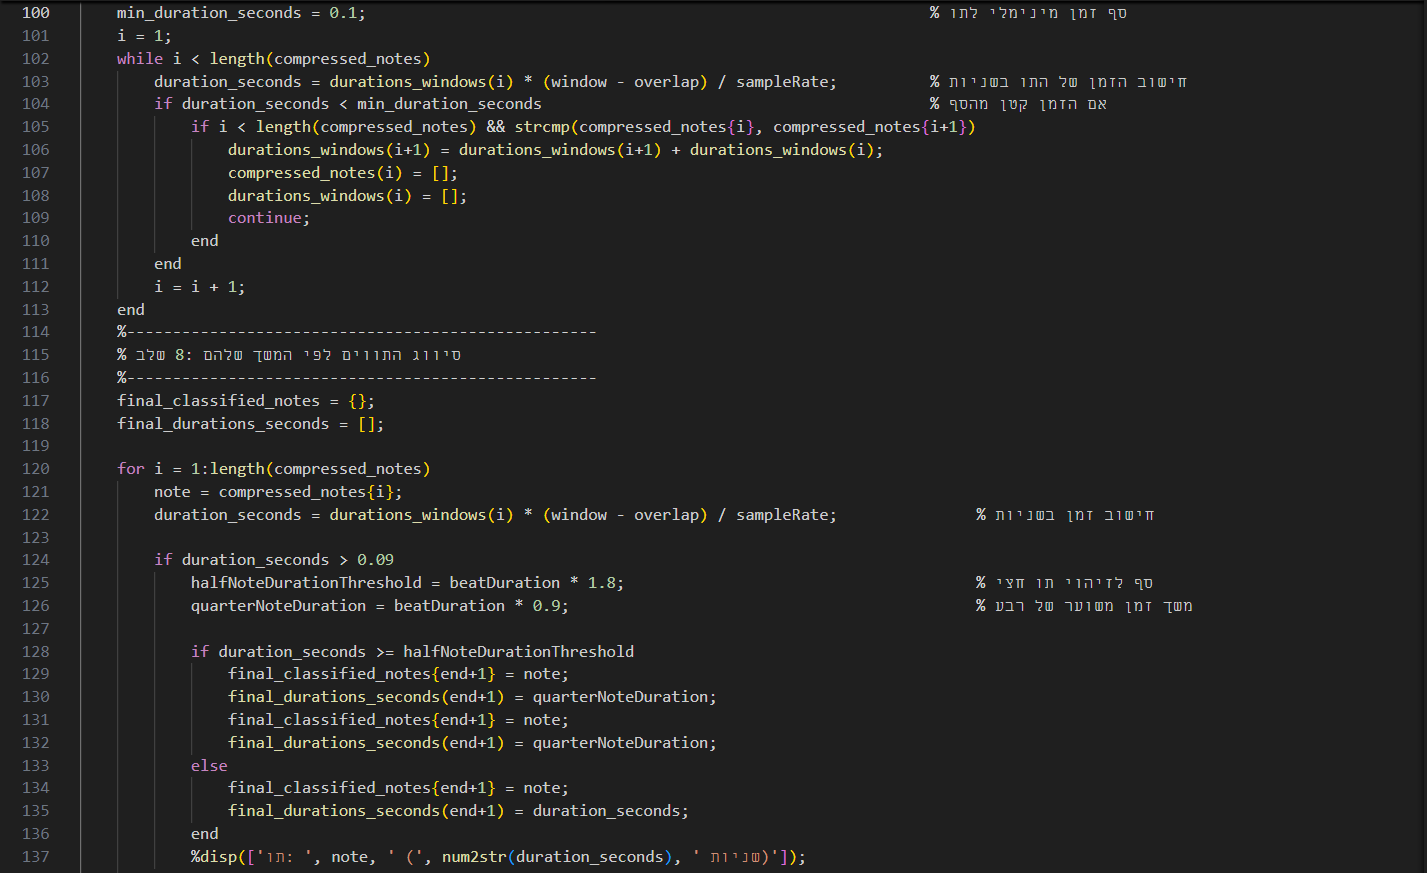 100 min_duration_seconds = 0.1; % סף זמן מינימלי לתו
101 i = 1;
102 while i < length(compressed_notes)
103 duration_seconds = durations_windows(i) * (window - overlap) / sampleRate; % חישוב הזמן של התו בשניות
104 if duration_seconds < min_duration_seconds % אם הזמן קטן מהסף
105 if i < length(compressed_notes) && strcmp(compressed_notes{i}, compressed_notes{i+1})
106 durations_windows(i+1) = durations_windows(i+1) + durations_windows(i);
107 compressed_notes(i) = [];
108 durations_windows(i) = [];
109 continue;
110 end
111 end
112 i = i + 1;
113 end
114 %---------------------------------------------------
115 % שלב 8: סיווג התווים לפי המשך שלהם
116 %---------------------------------------------------
117 final_classified_notes = {};
118 final_durations_seconds = [];
119
120 for i = 1:length(compressed_notes)
121 note = compressed_notes{i};
122 duration_seconds = durations_windows(i) * (window - overlap) / sampleRate; % חישוב זמן בשניות
123
124 if duration_seconds > 0.09
125 halfNoteDurationThreshold = beatDuration * 1.8; % סף לזיהוי תו חצי
126 quarterNoteDuration = beatDuration * 0.9; % משך זמן משוער של רבע
127
128 if duration_seconds >= halfNoteDurationThreshold
129 final_classified_notes{end+1} = note;
130 final_durations_seconds(end+1) = quarterNoteDuration;
131 final_classified_notes{end+1} = note;
132 final_durations_seconds(end+1) = quarterNoteDuration;
133 else
134 final_classified_notes{end+1} = note;
135 final_durations_seconds(end+1) = duration_seconds;
136 end
137 %disp(['תו: ', note, ' (', num2str(duration_seconds), ' שניות)']);